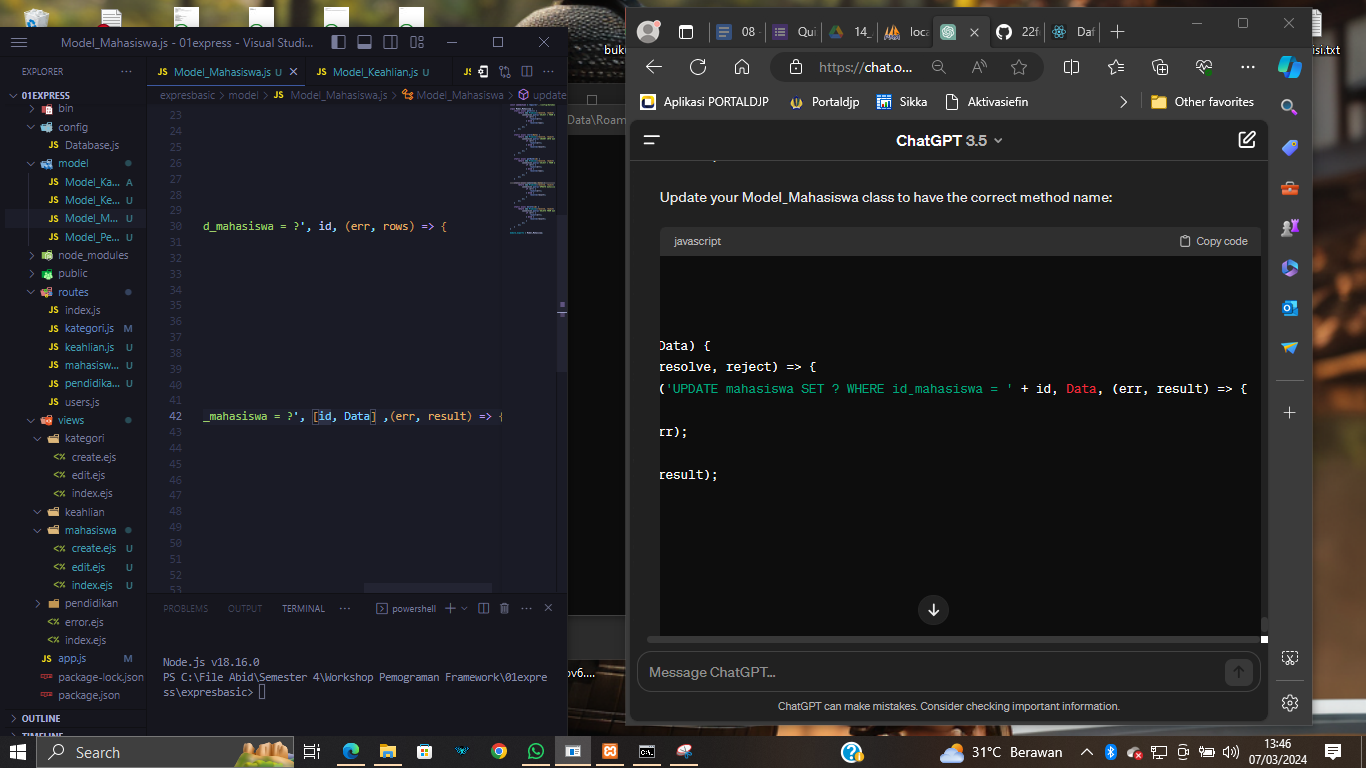 Model_Mahasiswa.js - 01express - Visual Studi...
EXPLORER
01EXPRESS
bin
config
JS Database.js
model
JS Model_Ka... A
JS Model_Ke... U
JS Model_M... U
JS Model_Pe... U
node_modules
public
routes
JS index.js
JS kategori.js M
JS keahlian.js U
JS mahasisw... U
JS pendidika... U
JS users.js
views
kategori
<> create.ejs
<> edit.ejs
<> index.ejs
keahlian
mahasiswa
<> create.ejs U
<> edit.ejs U
<> index.ejs U
pendidikan
<> error.ejs
<> index.ejs
JS app.js M
package-lock.json
package.json
OUTLINE
JS Model_Mahasiswa.js U
JS Model_Keahlian.js U
JS
expresbasic > model > JS Model_Mahasiswa.js > Model_Mahasiswa > update
23
24
25
26
27
28
29
30 d_mahasiswa = ?', id, (err, rows) => {
31
32
33
34
35
36
37
38
39
40
41
42 _mahasiswa = ?', [id, Data] ,(err, result) => {
43
44
45
46
47
48
49
50
51
52
53
PROBLEMS OUTPUT TERMINAL ... powershell
Node.js v18.16.0
PS C:\File Abid\Semester 4\Workshop Pemograman Framework\01expre
ss\expresbasic>
Data\Roam
ov6....
08
Qui
14_
loca
22f
Daf
https://chat.o...
Aplikasi PORTALDJP
Portaldjp
Sikka
Aktivasiefin
Other favorites
ChatGPT 3.5
Update your Model_Mahasiswa class to have the correct method name:
javascript
Copy code
Data) {
resolve, reject) => {
('UPDATE mahasiswa SET ? WHERE id_mahasiswa = ' + id, Data, (err, result) => {
rr);
result);
Message ChatGPT...
ChatGPT can make mistakes. Consider checking important information.
Search
31°C Berawan
13:46
07/03/2024